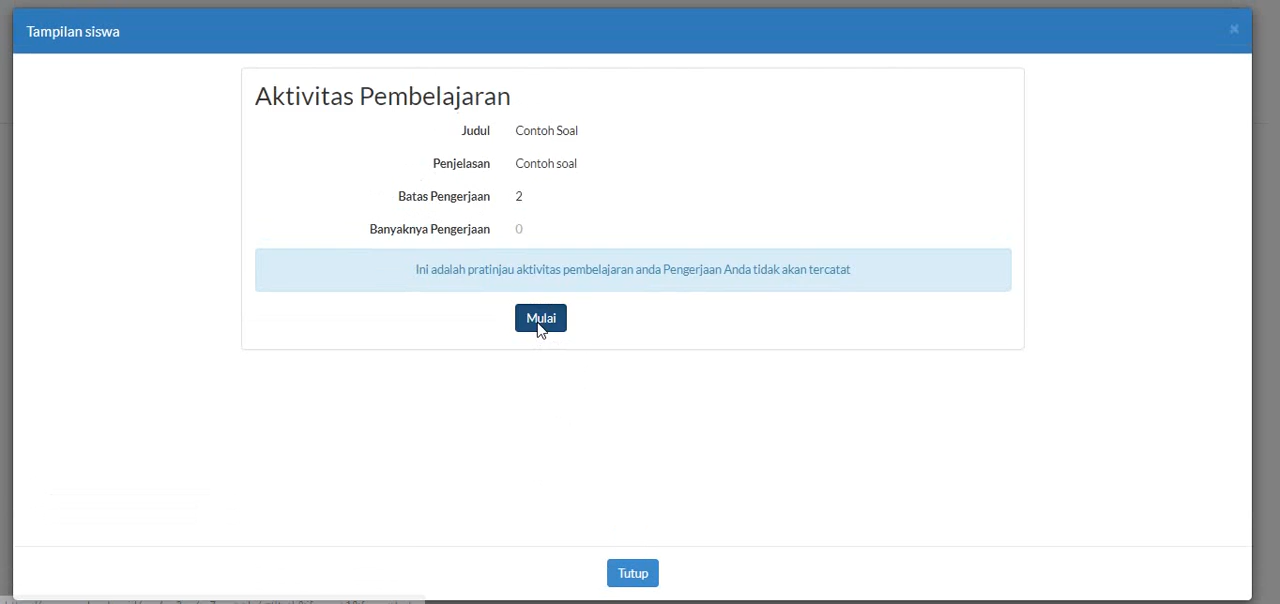 Tampilan siswa
×
Aktivitas Pembelajaran
Judul Contoh Soal
Penjelasan Contoh soal
Batas Pengerjaan 2
Banyaknya Pengerjaan 0
Ini adalah pratinjau aktivitas pembelajaran anda Pengerjaan Anda tidak akan tercatat
Mulai
Tutup